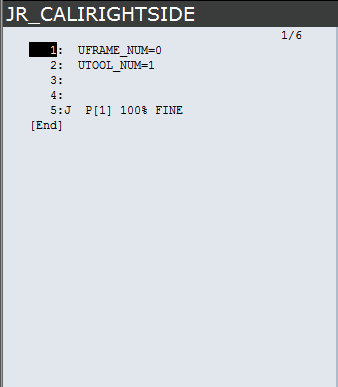 JR_CALIRIGHTSIDE
1/6
1: UFRAME_NUM=0
2: UTOOL_NUM=1
3:
4:
5:J P[1] 100% FINE
[End]